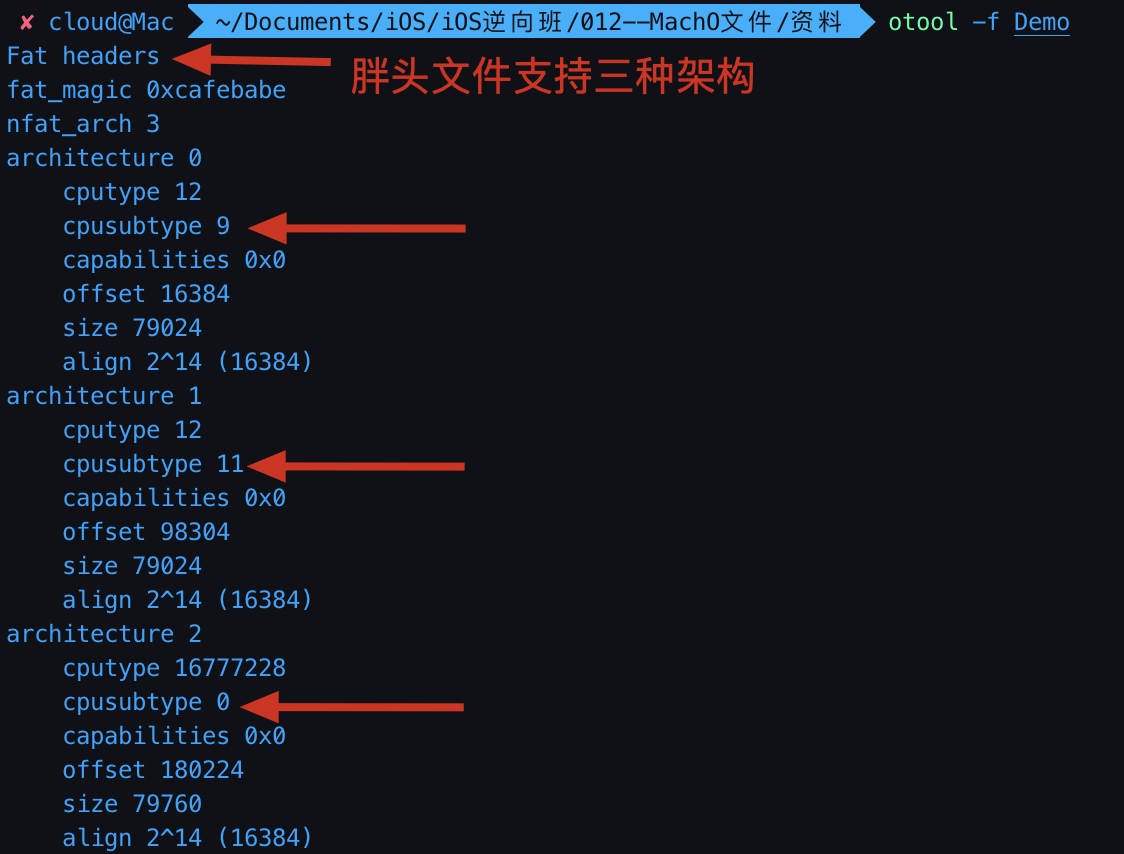 ✘ cloud@Mac ~/Documents/iOS/iOS逆向班/012——MachO文件/资料 otool -f Demo
Fat headers
胖头文件支持三种架构
fat_magic 0xcafebabe
nfat_arch 3
architecture 0
cputype 12
cpusubtype 9
capabilities 0x0
offset 16384
size 79024
align 2^14 (16384)
architecture 1
cputype 12
cpusubtype 11
capabilities 0x0
offset 98304
size 79024
align 2^14 (16384)
architecture 2
cputype 16777228
cpusubtype 0
capabilities 0x0
offset 180224
size 79760
align 2^14 (16384)